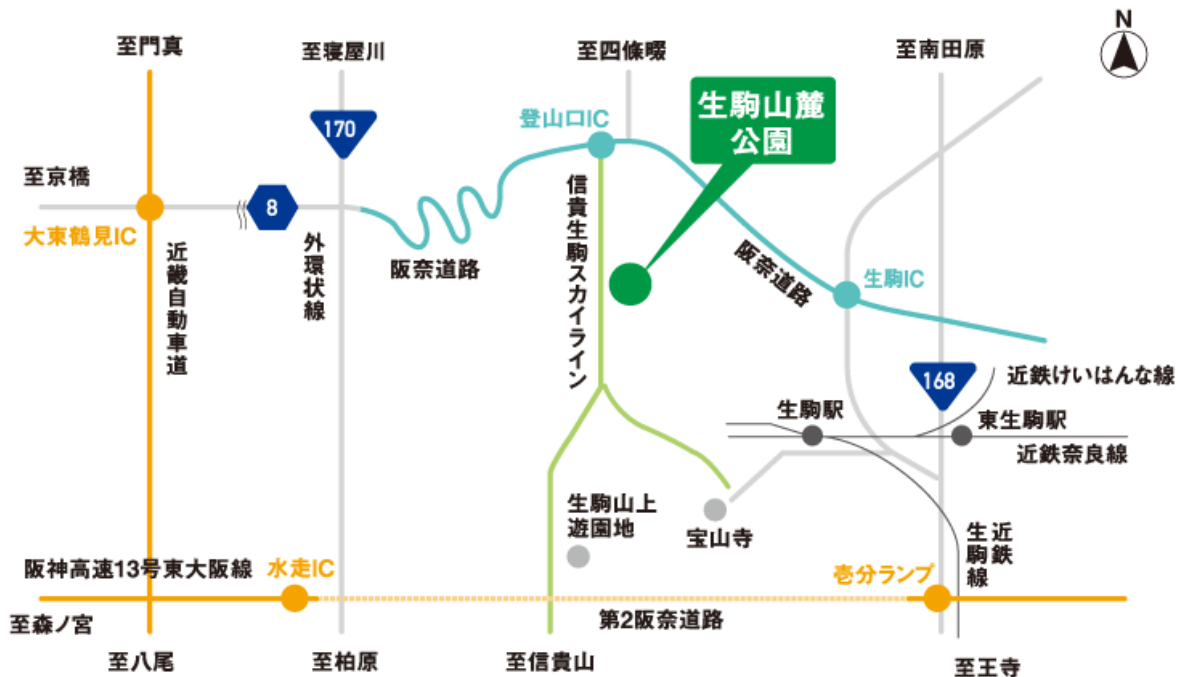 N
至門真
至寝屋川
至四條畷
至南田原
生駒山麓
公園
170
登山口IC
至京橋
8
大東鶴見IC
近畿自動車道
外環状線
阪奈道路
信貴生駒スカイライン
阪奈道路
生駒IC
168
近鉄けいはんな線
生駒駅
東生駒駅
近鉄奈良線
生駒山上
遊園地
宝山寺
近鉄
生駒線
阪神高速13号東大阪線
水走IC
壱分ランプ
至森ノ宮
第2阪奈道路
至八尾
至柏原
至信貴山
至王寺